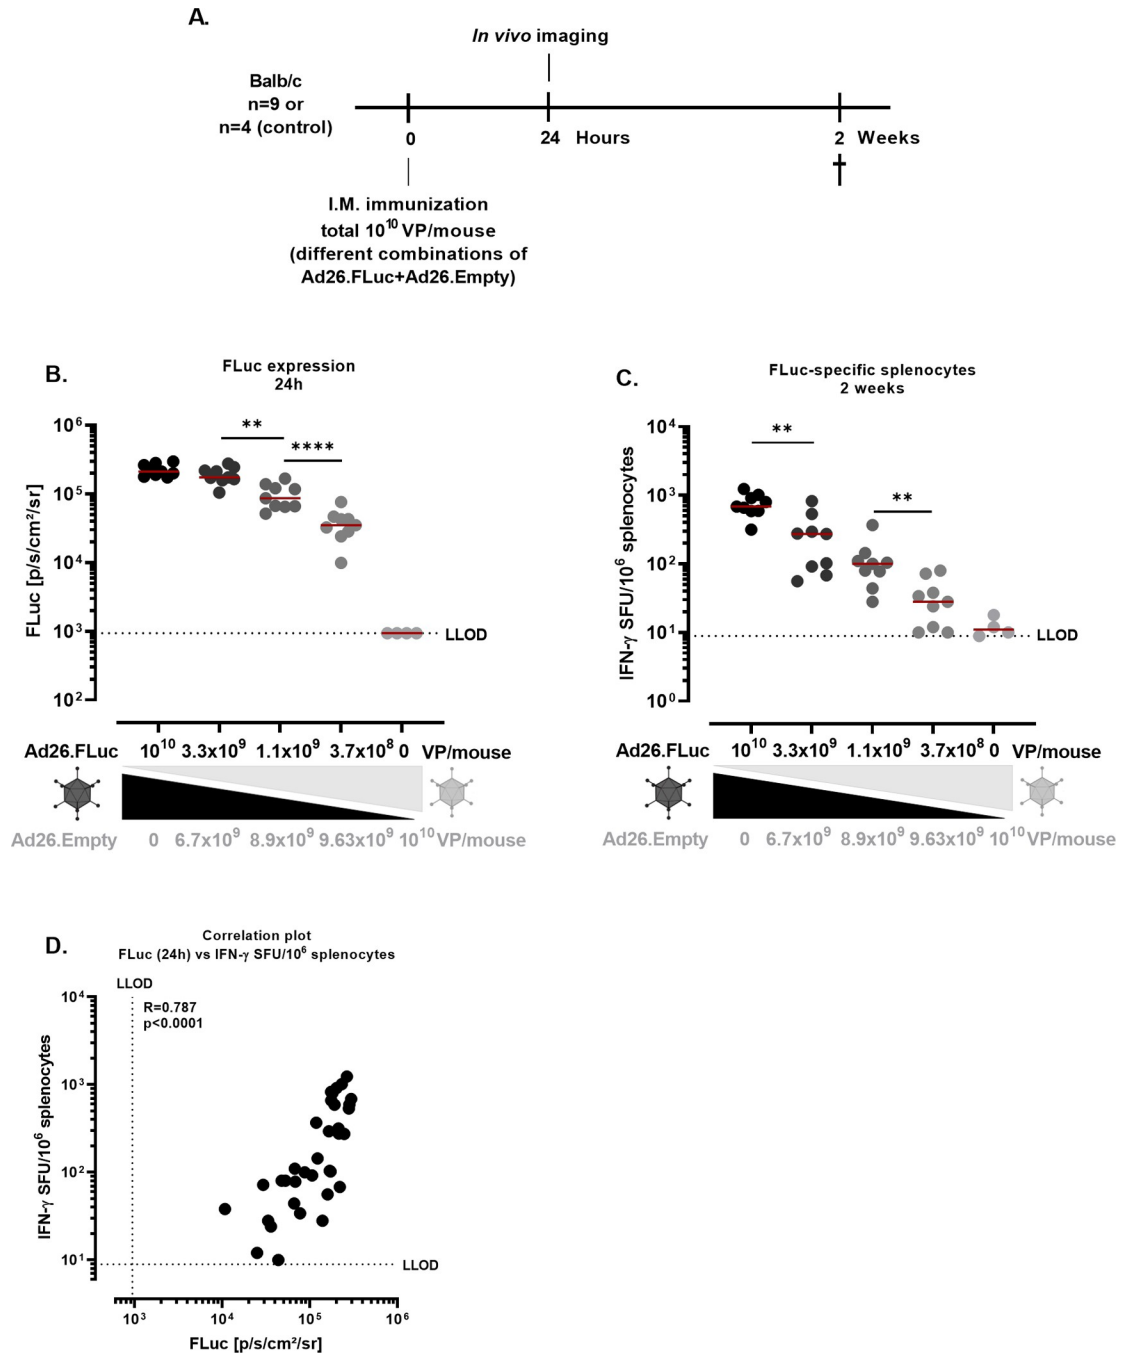 A.
In vivo imaging
Balb/c
n=9 or
n=4 (control)
0 24 Hours 2 Weeks
I.M. immunization
total 10¹⁰ VP/mouse
(different combinations of
Ad26.FLuc+Ad26.Empty)
B.
FLuc expression
24h
FLuc [p/s/cm²/sr]
10⁶
10⁵
10⁴
10³
10²
**
****
LLOD
Ad26.FLuc 10¹⁰ 3.3x10⁹ 1.1x10⁹ 3.7x10⁸ 0 VP/mouse
Ad26.Empty 0 6.7x10⁹ 8.9x10⁹ 9.63x10⁹ 10¹⁰ VP/mouse
C.
FLuc-specific splenocytes
2 weeks
IFN-γ SFU/10⁶ splenocytes
10⁴
10³
10²
10¹
10⁰
**
**
LLOD
Ad26.FLuc 10¹⁰ 3.3x10⁹ 1.1x10⁹ 3.7x10⁸ 0 VP/mouse
Ad26.Empty 0 6.7x10⁹ 8.9x10⁹ 9.63x10⁹ 10¹⁰ VP/mouse
D.
Correlation plot
FLuc (24h) vs IFN-γ SFU/10⁶ splenocytes
LLOD
R=0.787
p<0.0001
IFN-γ SFU/10⁶ splenocytes
10⁴
10³
10²
10¹
LLOD
10³ 10⁴ 10⁵ 10⁶
FLuc [p/s/cm²/sr]